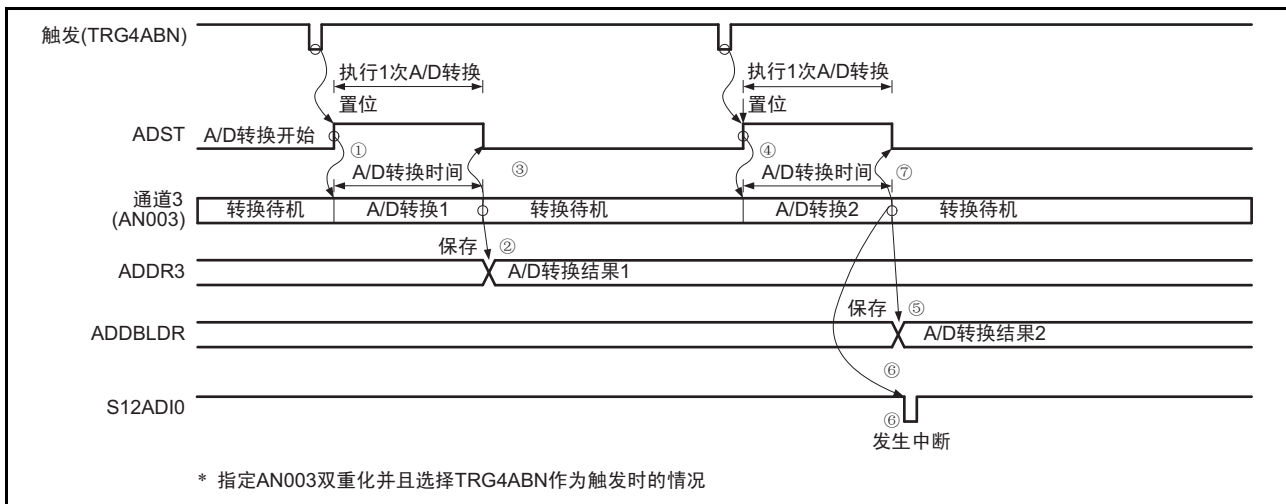 触发(TRG4ABN)
执行1次A/D转换 执行1次A/D转换
置位 置位
ADST A/D转换开始
① ③ ④ ⑦
A/D转换时间 A/D转换时间
通道3
(AN003)
转换待机 A/D转换1 转换待机 A/D转换2 转换待机
保存 ②
ADDR3 A/D转换结果1
保存 ⑤
ADDBLDR A/D转换结果2
⑥
S12ADI0
⑥
发生中断
* 指定AN003双重化并且选择TRG4ABN作为触发时的情况